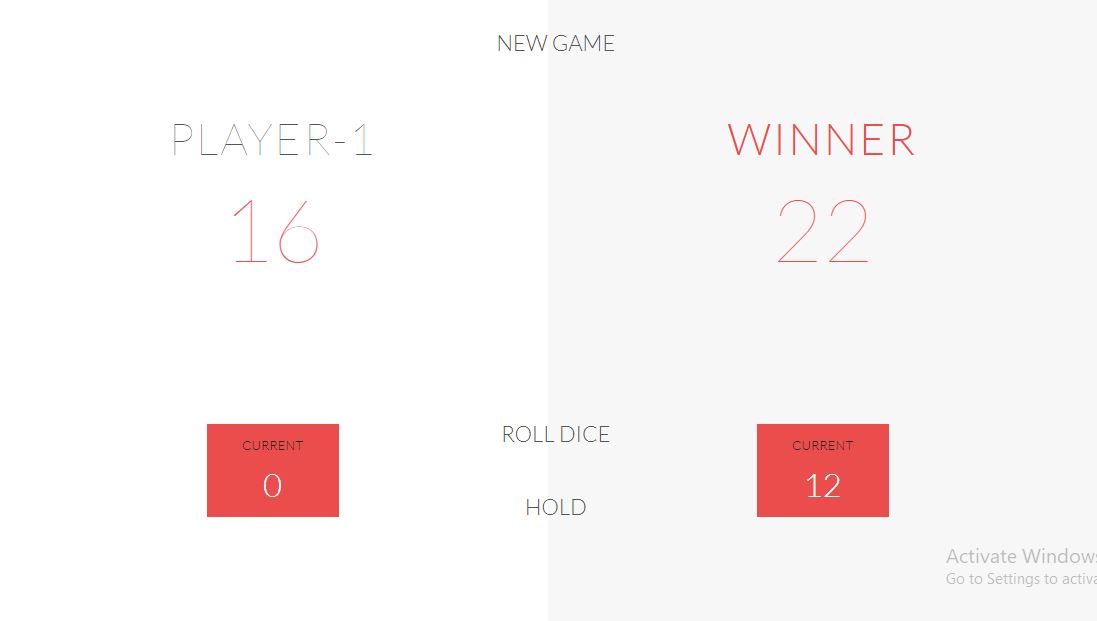 NEW GAME
PLAYER-1
WINNER
16
22
CURRENT
0
ROLL DICE
HOLD
CURRENT
12
Activate Windows
Go to Settings to